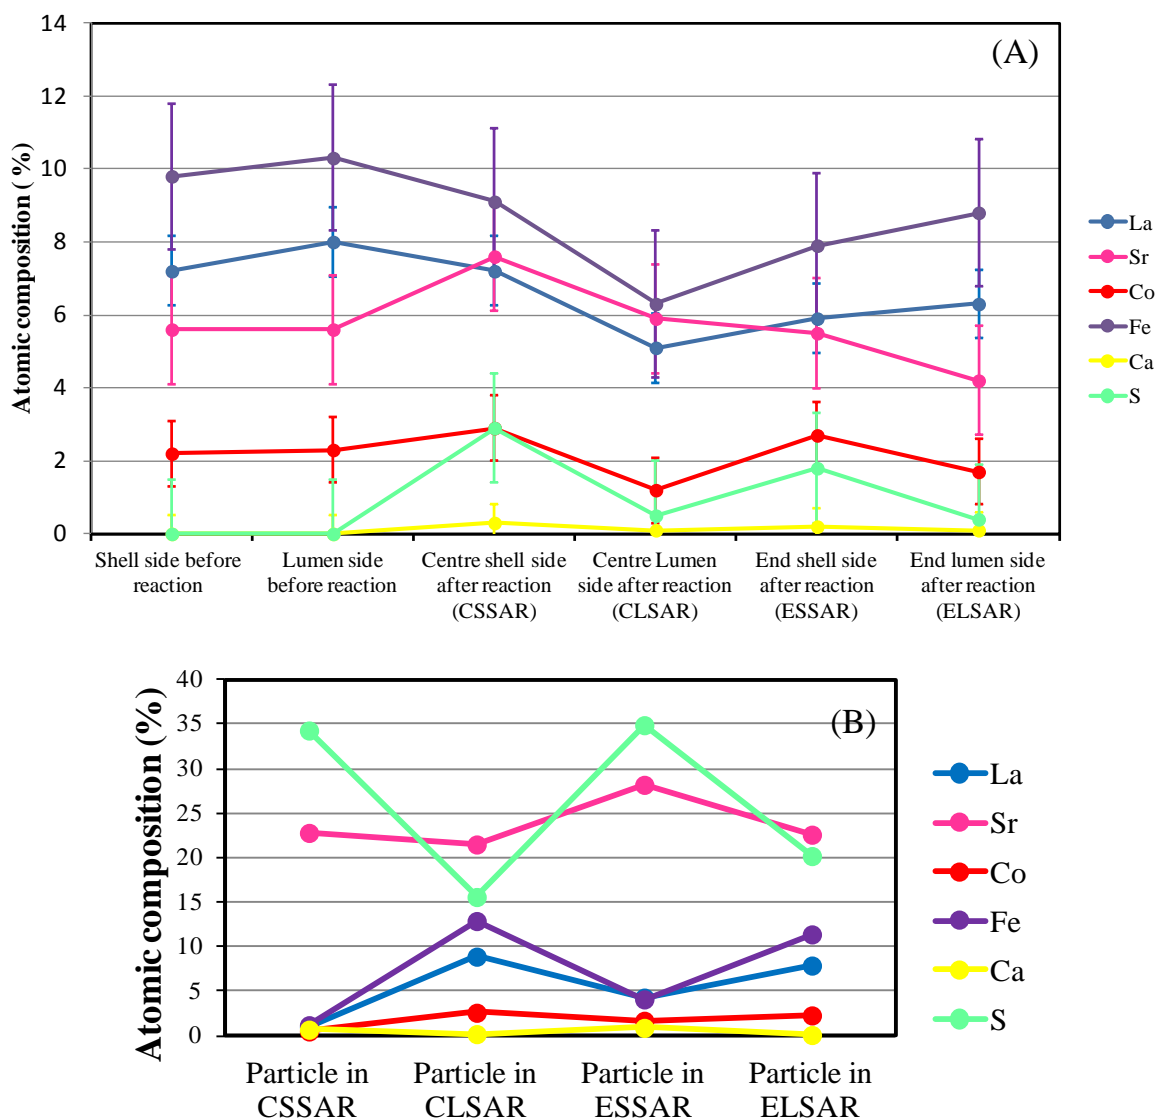 14
12
10
8
6
4
2
0
Atomic composition ( %)
(A)
Shell side before
reaction
Lumen side
before reaction
Centre shell side
after reaction
(CSSAR)
Centre Lumen
side after reaction
(CLSAR)
End shell side
after reaction
(ESSAR)
End lumen side
after reaction
(ELSAR)
La
Sr
Co
Fe
Ca
S
40
35
30
25
20
15
10
5
0
Atomic composition (%)
(B)
Particle in
CSSAR
Particle in
CLSAR
Particle in
ESSAR
Particle in
ELSAR
La
Sr
Co
Fe
Ca
S